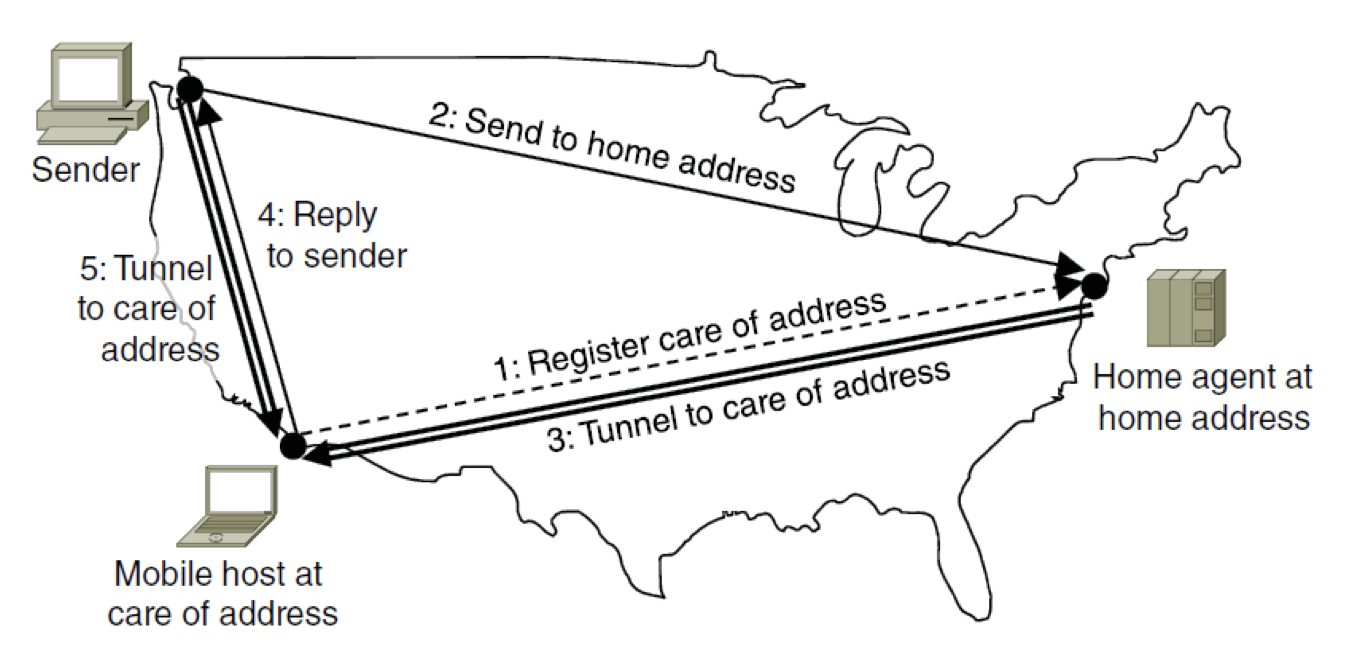 Sender
2: Send to home address
4: Reply
to sender
5: Tunnel
to care of
address
1: Register care of address
3: Tunnel to care of address
Home agent at
home address
Mobile host at
care of address